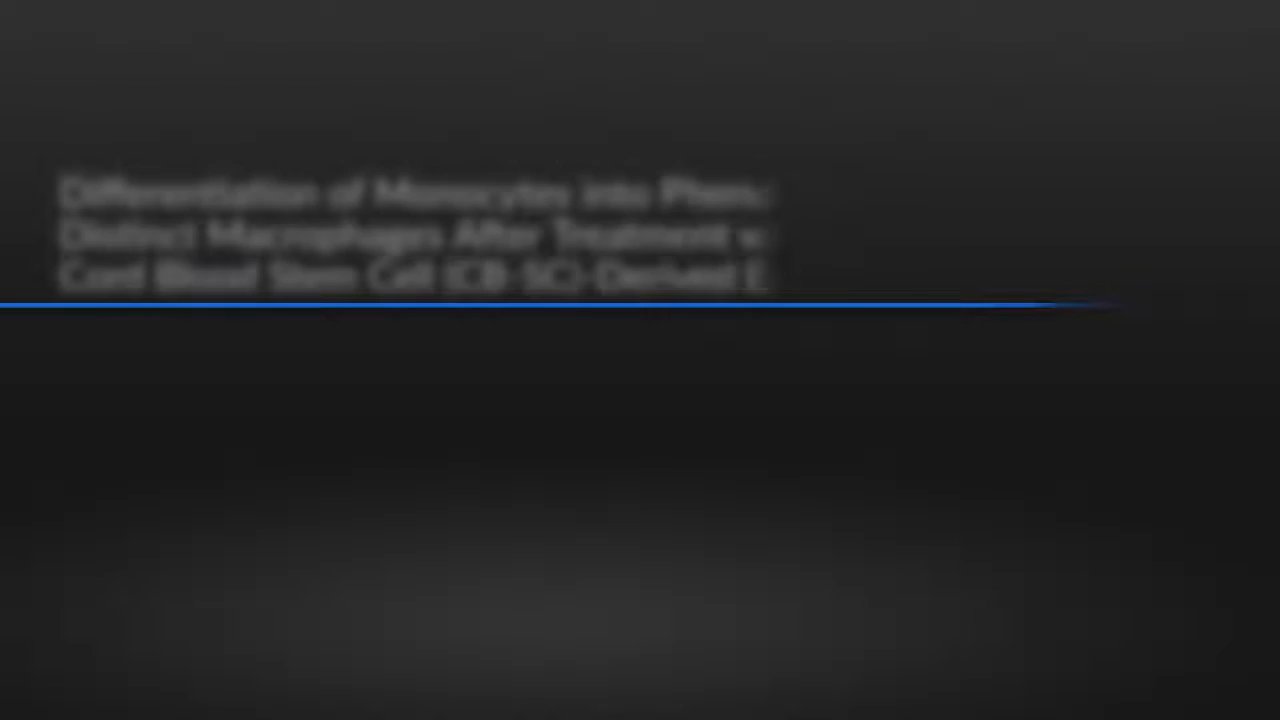 Differentiation of Monocytes into
Distinct Macrophages After Treatment
Cord Blood Stem Cell (CB-SC)-Derived